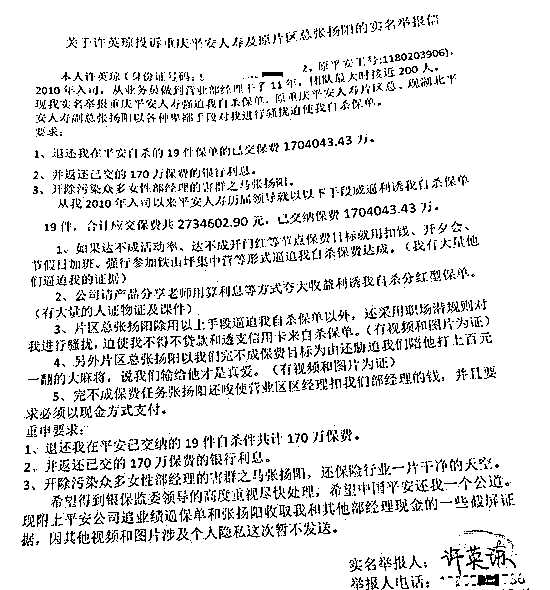 关于许英琼投诉重庆平安人寿及原片区总张扬阳的实名举报信
本人许英琼（身份证号码：，原平安工号：1180203906），
2010年入司，从业务员做到营业部经理干了11年，团队最大时接近200人。
现我实名举报重庆平安人寿强迫我自杀保单，原重庆平安人寿片区总、现湖北平
安人寿副总张扬阳以各种卑鄙手段对我进行骚扰迫使我自杀保单。
要求：
1、退还我在平安自杀的19件保单的已交保费1704043.43万。
2、并返还已交的170万保费的银行利息。
3、开除污染众多女性部经理的害群之马张扬阳。
从我2010年入司以来平安人寿历届领导就以以下手段威逼利诱我自杀保单
19件，合计应交保费共2734602.90元，已交纳保费1704043.43万。
1、如果达不成活动率、达不成开门红等节点保费目标就用扣钱、开夕会、
节假日加班、强行参加铁山坪集中营等形式逼迫我自杀保费达成。（我有大量他
们逼迫我的证据）
2、公司请产品分享老师用算利息等方式夸大收益利诱我自杀分红型保单。
（有大量的人证物证及课件）
3、片区总张扬阳除用以上手段逼迫我自杀保单以外，还采用职场潜规则对
我进行骚扰，迫使我不得不贷款和透支信用卡来自杀保单。（有视频和图片为证）
4、另外片区总张扬阳以我们完不成保费目标为由还胁迫我们陪他打上百元
一翻的大麻将，说我们输给他才是真爱。（有视频和图片为证）
5、完不成保费任务张扬阳还唆使营业区区经理扣我们部经理的钱，并且要
求必须以现金方式支付。
重申要求：
1、退还我在平安已交纳的19件自杀件共计170万保费。
2、并返还已交的170万保费的银行利息。
3、开除污染众多女性部经理的害群之马张扬阳，还保险行业一片干净的天空。
希望得到银保监委领导的高度重视尽快处理，希望中国平安还我一个公道。
现附上平安公司追业绩逼保单和张扬阳收取我和其他部经理现金的一些截屏证
据，因其他视频和图片涉及个人隐私这次暂不发送。
实名举报人：许英琼
举报人电话：